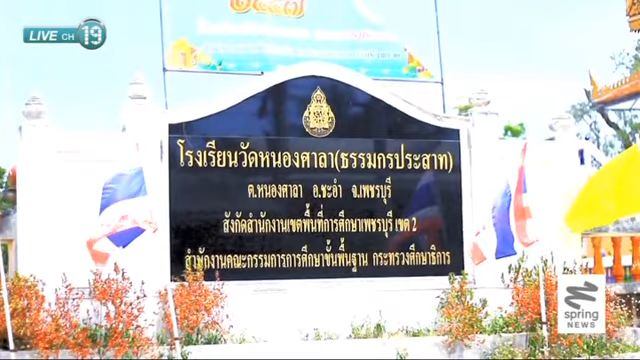 LIVE CH 19
๒๕๕๗
โรงเรียนวัดหนองศาลา(ธรรมกรประสาท)
ต.หนองศาลา อ.ชะอำ จ.เพชรบุรี
สังกัดสำนักงานเขตพื้นที่การศึกษาเพชรบุรี เขต 2
สำนักงานคณะกรรมการการศึกษาขั้นพื้นฐาน กระทรวงศึกษาธิการ
spring
NEWS